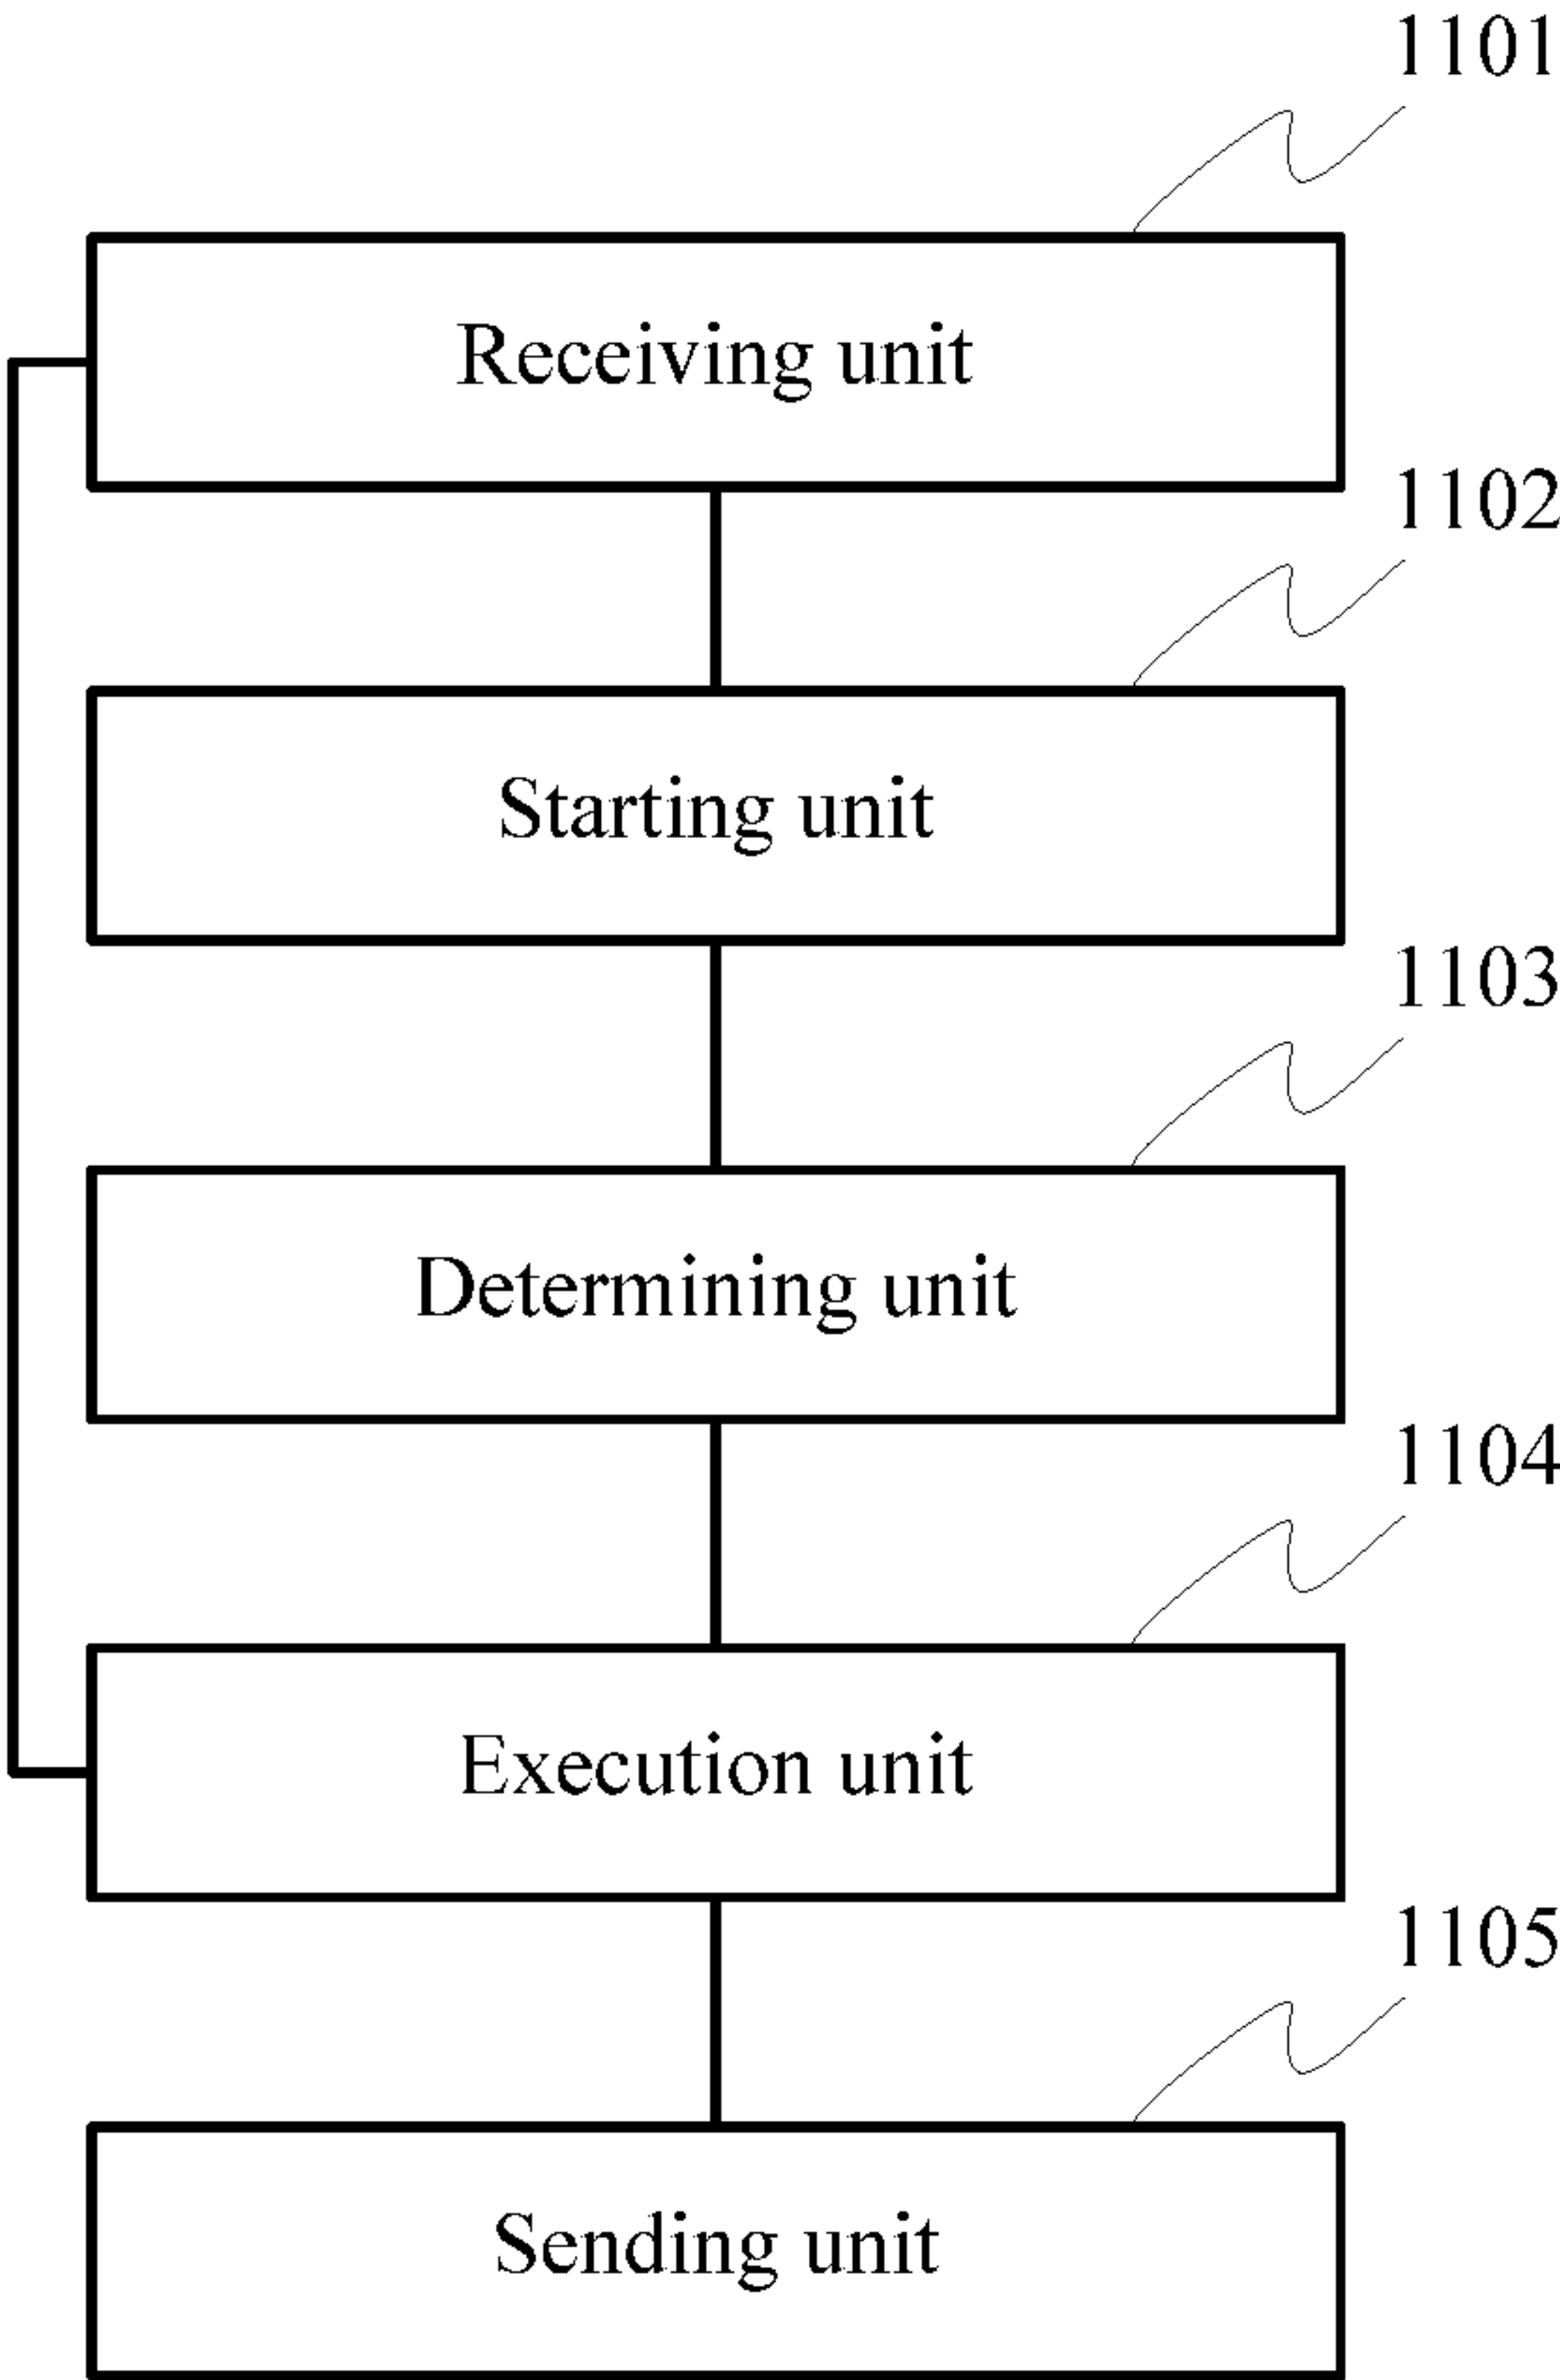 1101
Receiving unit
1102
Starting unit
1103
Determining unit
1104
Execution unit
1105
Sending unit